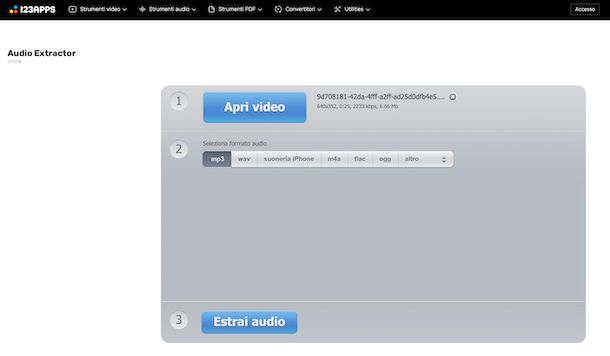 123APPS Strumenti video Strumenti audio Strumenti PDF Convertitori Utilities Accesso
Audio Extractor
online
1 Apri video 9d708181-42da-4fff-a2ff-ad25d0dfb4e5....
640x352, 0:25, 2233 kbps, 6.66 Mb
2 Seleziona formato audio
mp3 wav suoneria iPhone m4a flac ogg altro
3 Estrai audio